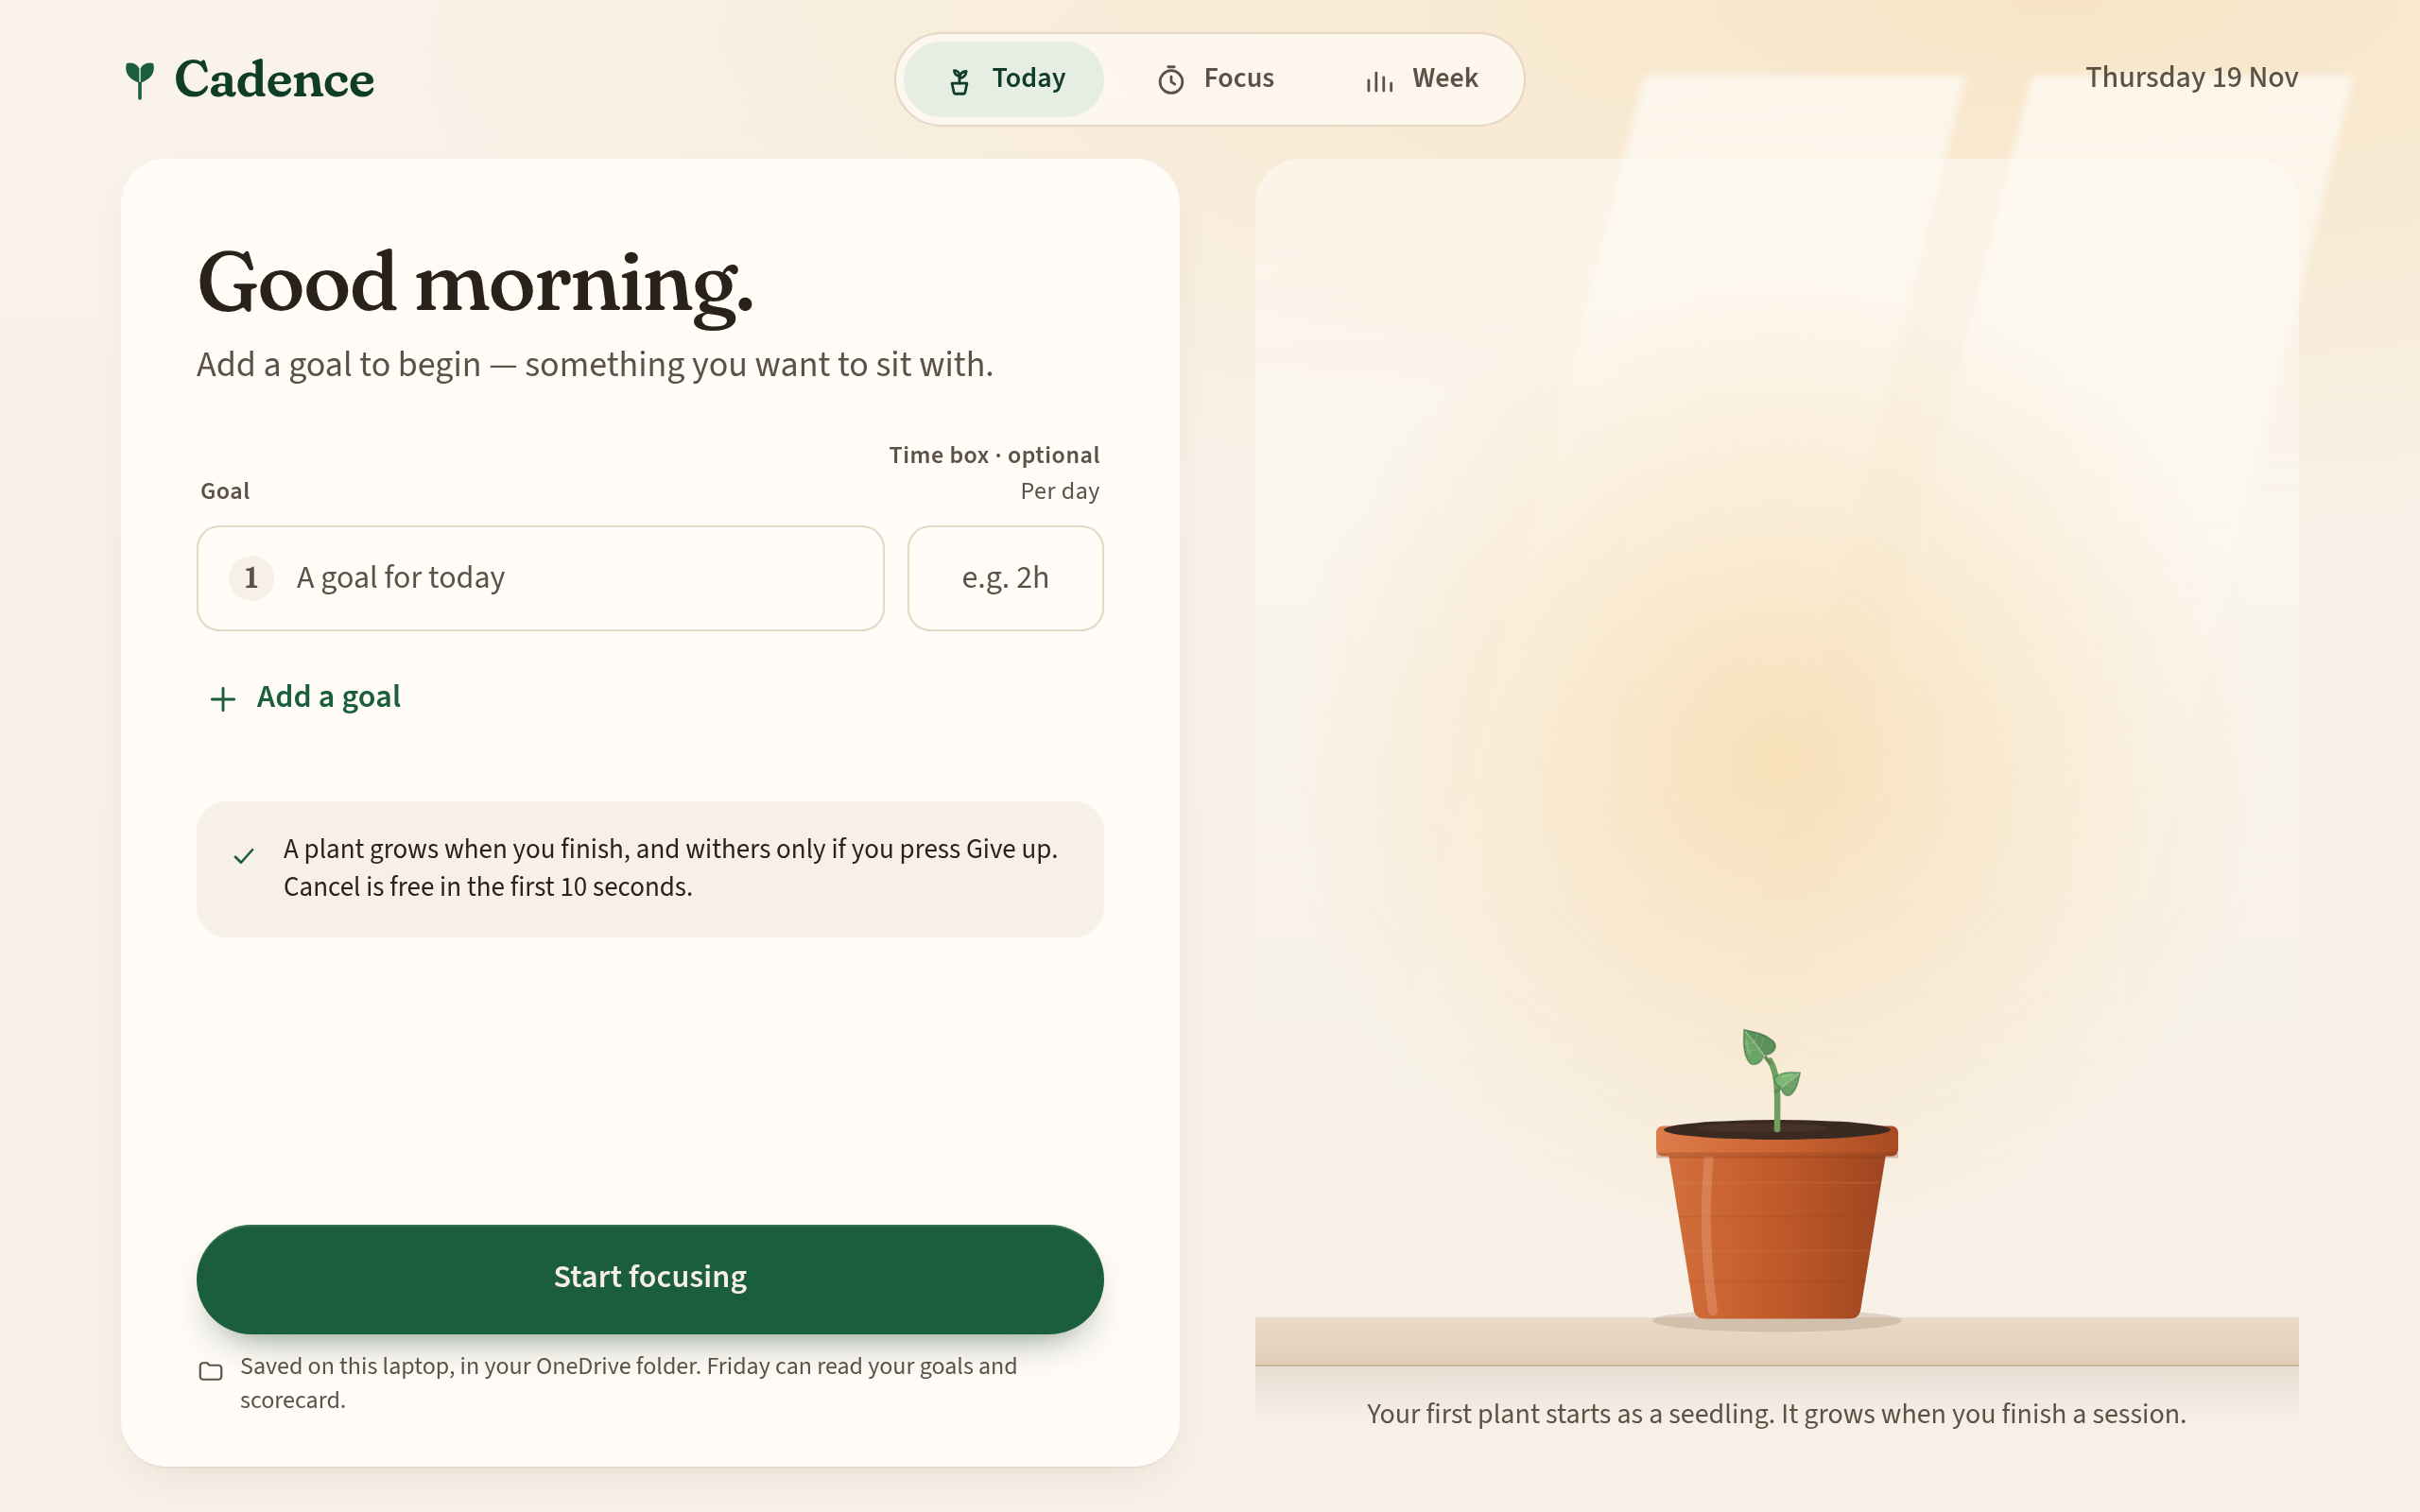 Cadence
Today
Focus
Week
Thursday 19 Nov
Good morning.
Add a goal to begin — something you want to sit with.
Time box · optional
Goal
Per day
1
A goal for today
e.g. 2h
Add a goal
A plant grows when you finish, and withers only if you press Give up.
Cancel is free in the first 10 seconds.
Start focusing
Saved on this laptop, in your OneDrive folder. Friday can read your goals and
scorecard.
Your first plant starts as a seedling. It grows when you finish a session.